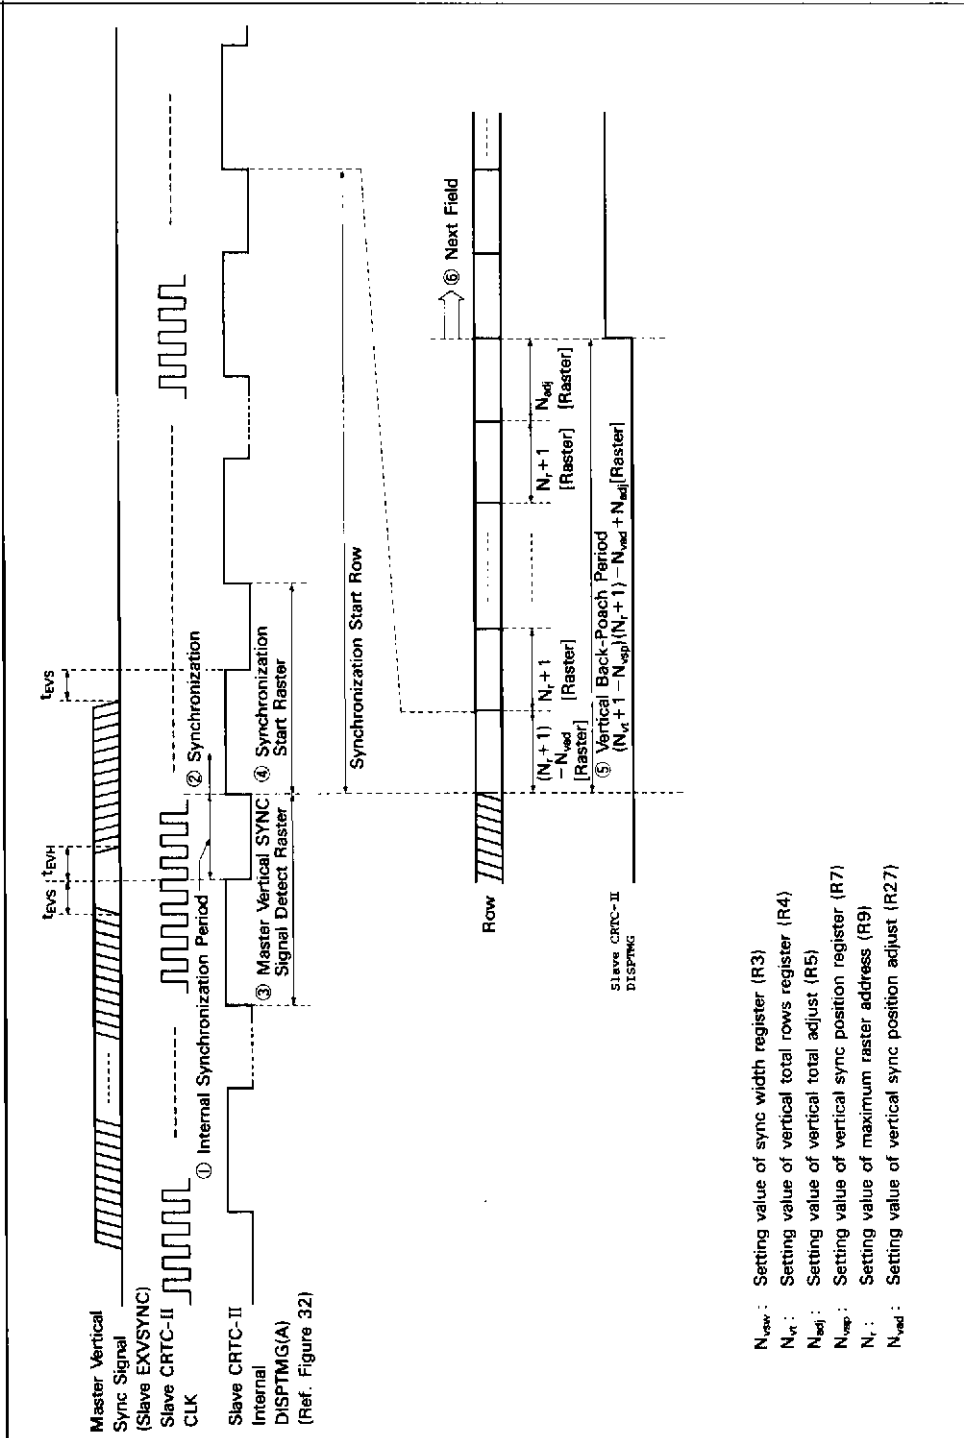 Master Vertical
Sync Signal
(Slave EXVSYNC)
Slave CRTC-II
CLK
Slave CRTC-II
Internal
DISPTMG(A)
(Ref. Figure 32)
tEVS
tEVH
tEVS
① Internal Synchronization Period
② Synchronization
③ Master Vertical SYNC
Signal Detect Raster
④ Synchronization
Start Raster
Synchronization Start Row
Row
⑥ Next Field
(Nr+1)
-Nvad
[Raster]
Nr+1
[Raster]
Nr+1
[Raster]
Nadj
[Raster]
⑤ Vertical Back-Poach Period
(Nvt+1-Nvsp)(Nr+1)-Nvad+Nadj[Raster]
Slave CRTC-II
DISPTMG
Nvsw : Setting value of sync width register (R3)
Nvt : Setting value of vertical total rows register (R4)
Nadj : Setting value of vertical total adjust (R5)
Nvsp : Setting value of vertical sync position register (R7)
Nr : Setting value of maximum raster address (R9)
Nvad : Setting value of vertical sync position adjust (R27)